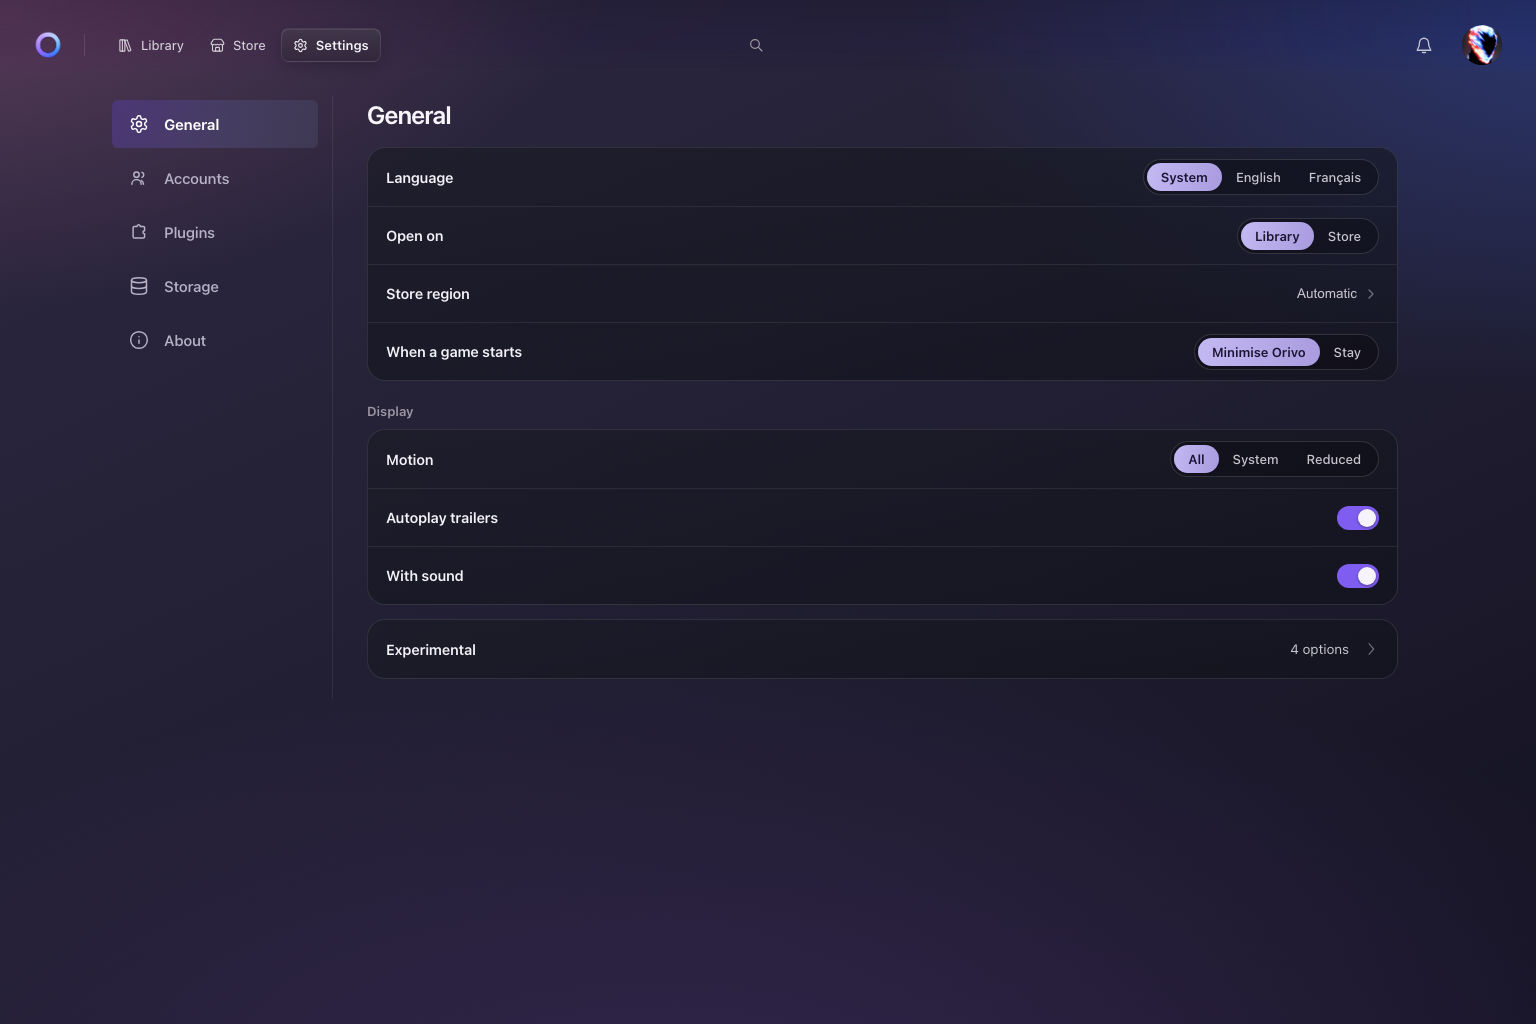 Library
Store
Settings
General
Accounts
Plugins
Storage
About
General
Language
System English Français
Open on
Library Store
Store region
Automatic
When a game starts
Minimise Orivo Stay
Display
Motion
All System Reduced
Autoplay trailers
With sound
Experimental
4 options